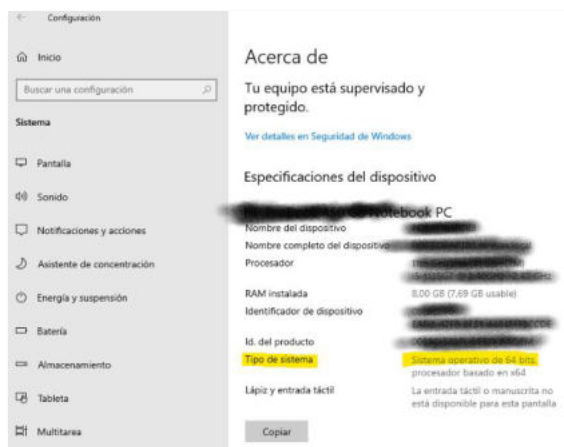 Configuración
Inicio
Buscar una configuración
Sistema
Pantalla
Sonido
Notificaciones y acciones
Asistente de concentración
Energía y suspensión
Batería
Almacenamiento
Tableta
Multitarea
Acerca de
Tu equipo está supervisado y
protegido.
Ver detalles en Seguridad de Windows
Especificaciones del dispositivo
Notebook PC
Nombre del dispositivo
Nombre completo del dispositivo
Procesador
RAM instalada 8,00 GB (7,69 GB usable)
Identificador de dispositivo
Id. del producto
Tipo de sistema Sistema operativo de 64 bits,
procesador basado en x64
Lápiz y entrada táctil La entrada táctil o manuscrita no
está disponible para esta pantalla
Copiar